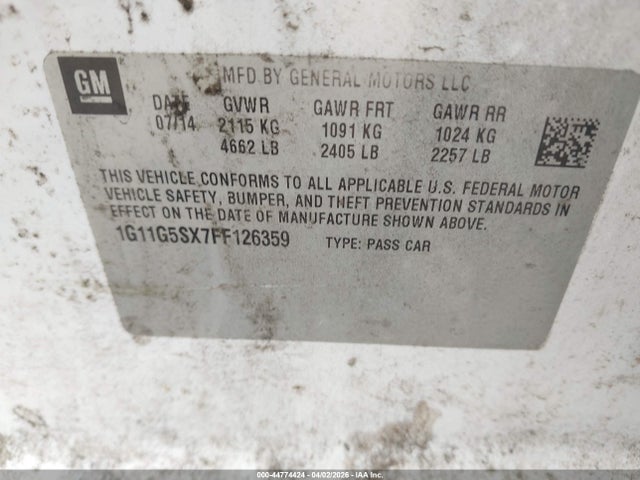 GM
MFD BY GENERAL MOTORS LLC
DATE GVWR GAWR FRT GAWR RR
07/14 2115 KG 1091 KG 1024 KG
4662 LB 2405 LB 2257 LB
THIS VEHICLE CONFORMS TO ALL APPLICABLE U.S. FEDERAL MOTOR
VEHICLE SAFETY, BUMPER, AND THEFT PREVENTION STANDARDS IN
EFFECT ON THE DATE OF MANUFACTURE SHOWN ABOVE.
1G11G5SX7FF126359 TYPE: PASS CAR
000-44774424 | 04/02/2026 | IAA Inc.